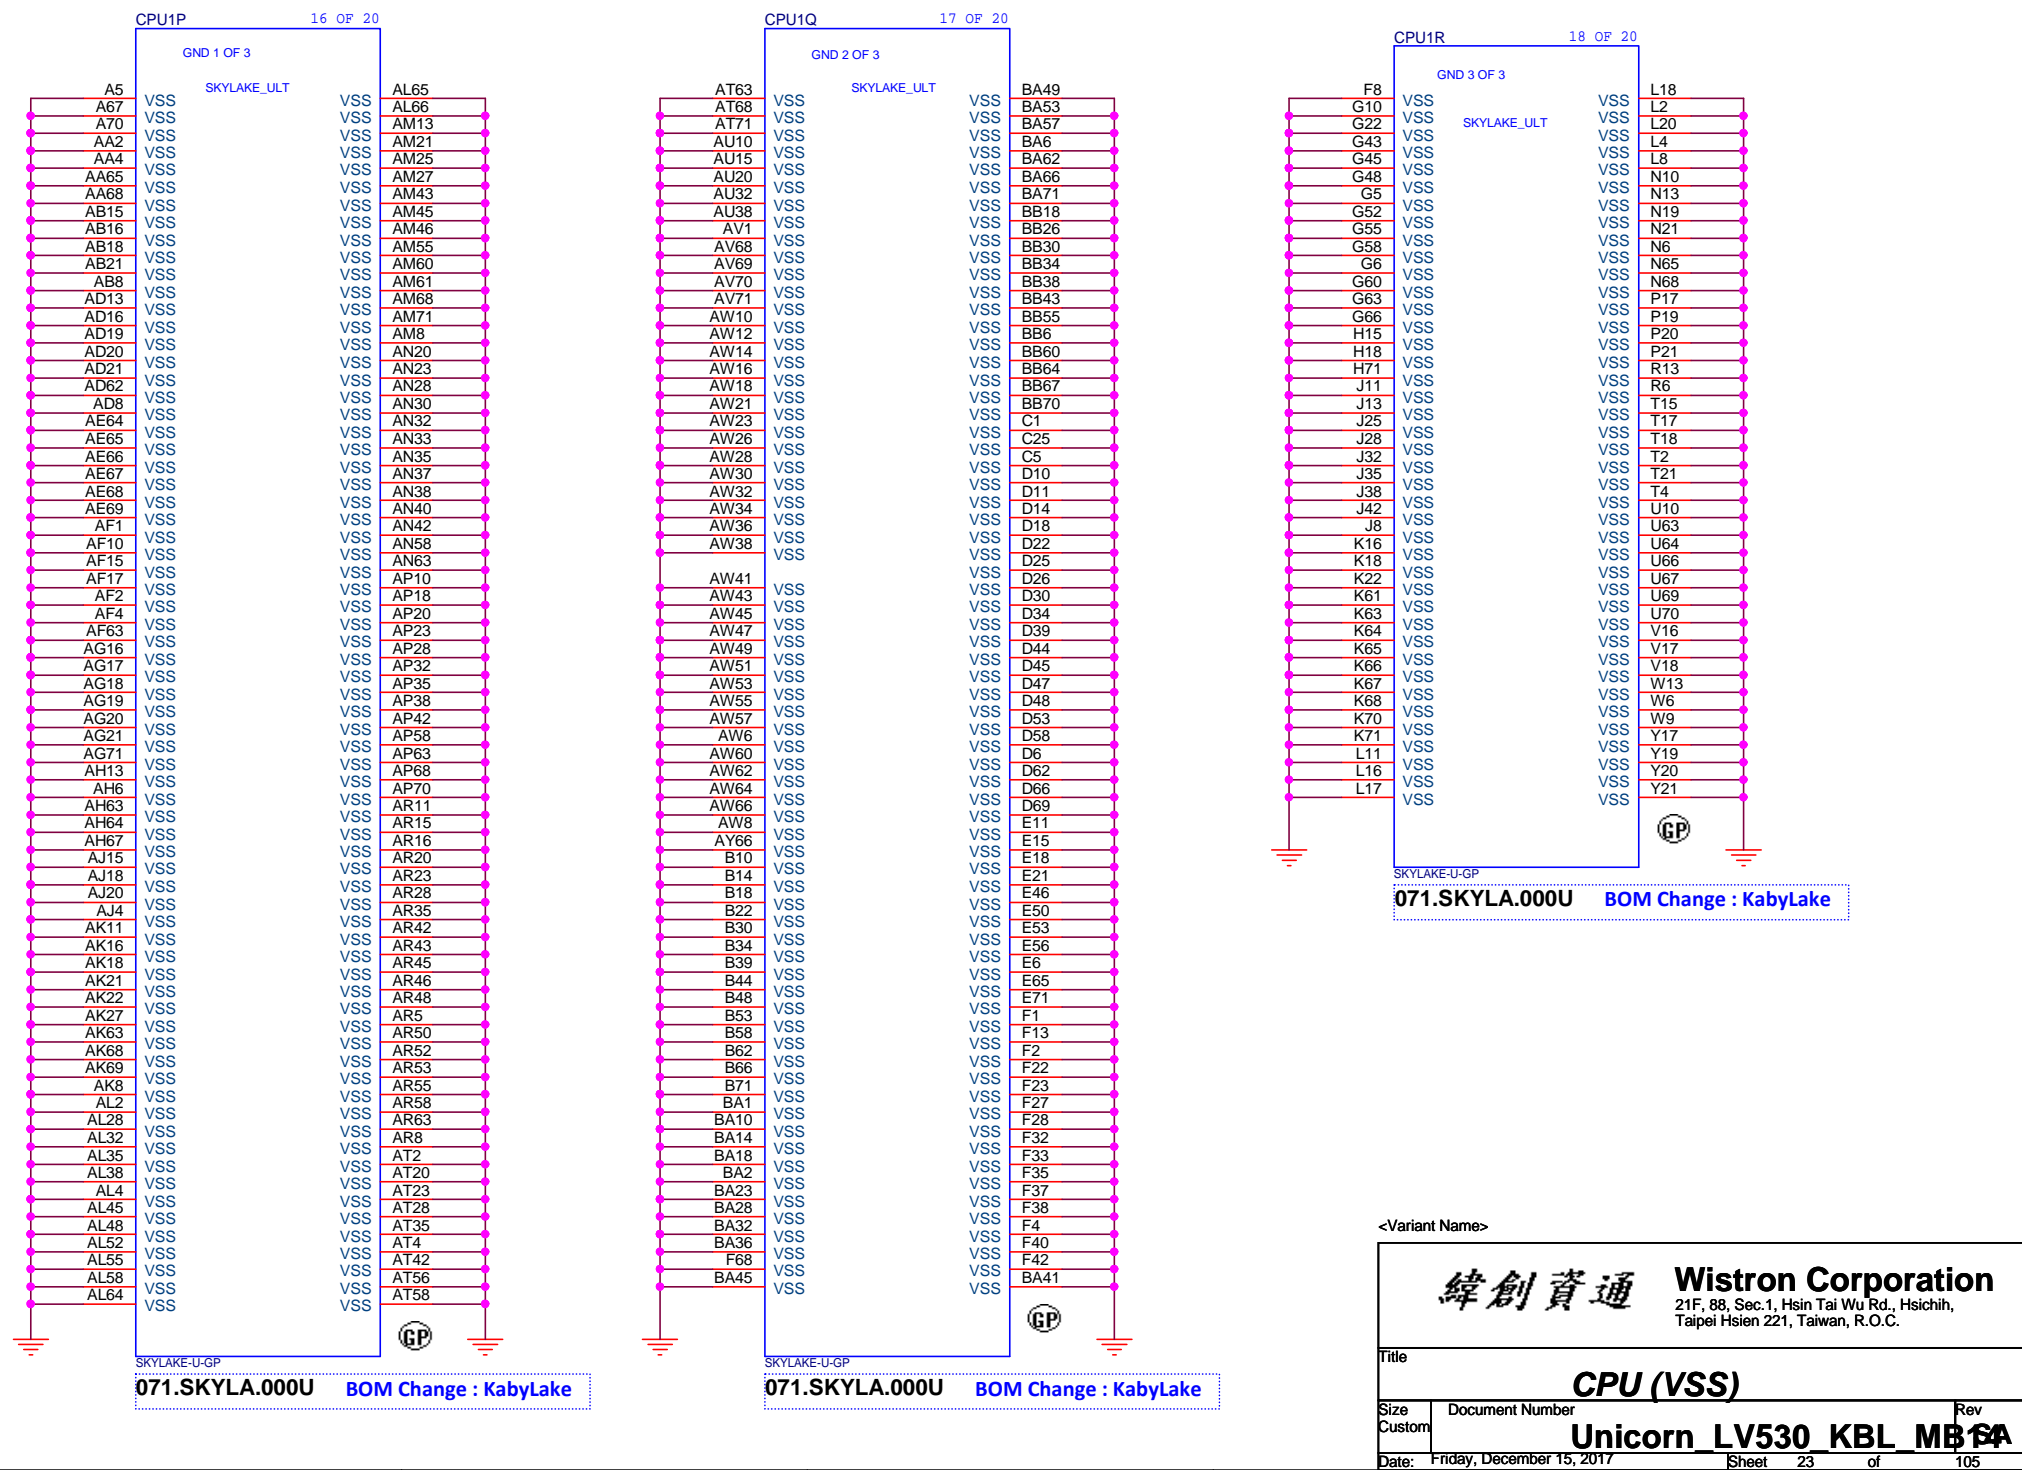 CPU1P 16 OF 20
GND 1 OF 3
SKYLAKE_ULT
A5 VSS VSS AL65
A67 VSS VSS AL66
A70 VSS VSS AM13
AA2 VSS VSS AM21
AA4 VSS VSS AM25
AA65 VSS VSS AM27
AA68 VSS VSS AM43
AB15 VSS VSS AM45
AB16 VSS VSS AM46
AB18 VSS VSS AM55
AB21 VSS VSS AM60
AB8 VSS VSS AM61
AD13 VSS VSS AM68
AD16 VSS VSS AM71
AD19 VSS VSS AM8
AD20 VSS VSS AN20
AD21 VSS VSS AN23
AD62 VSS VSS AN28
AD8 VSS VSS AN30
AE64 VSS VSS AN32
AE65 VSS VSS AN33
AE66 VSS VSS AN35
AE67 VSS VSS AN37
AE68 VSS VSS AN38
AE69 VSS VSS AN40
AF1 VSS VSS AN42
AF10 VSS VSS AN58
AF15 VSS VSS AN63
AF17 VSS VSS AP10
AF2 VSS VSS AP18
AF4 VSS VSS AP20
AF63 VSS VSS AP23
AG16 VSS VSS AP28
AG17 VSS VSS AP32
AG18 VSS VSS AP35
AG19 VSS VSS AP38
AG20 VSS VSS AP42
AG21 VSS VSS AP58
AG71 VSS VSS AP63
AH13 VSS VSS AP68
AH6 VSS VSS AP70
AH63 VSS VSS AR11
AH64 VSS VSS AR15
AH67 VSS VSS AR16
AJ15 VSS VSS AR20
AJ18 VSS VSS AR23
AJ20 VSS VSS AR28
AJ4 VSS VSS AR35
AK11 VSS VSS AR42
AK16 VSS VSS AR43
AK18 VSS VSS AR45
AK21 VSS VSS AR46
AK22 VSS VSS AR48
AK27 VSS VSS AR5
AK63 VSS VSS AR50
AK68 VSS VSS AR52
AK69 VSS VSS AR53
AK8 VSS VSS AR55
AL2 VSS VSS AR58
AL28 VSS VSS AR63
AL32 VSS VSS AR8
AL35 VSS VSS AT2
AL38 VSS VSS AT20
AL4 VSS VSS AT23
AL45 VSS VSS AT28
AL48 VSS VSS AT35
AL52 VSS VSS AT4
AL55 VSS VSS AT42
AL58 VSS VSS AT56
AL64 VSS VSS AT58
GP
SKYLAKE-U-GP
071.SKYLA.000U BOM Change : KabyLake
CPU1Q 17 OF 20
GND 2 OF 3
SKYLAKE_ULT
AT63 VSS VSS BA49
AT68 VSS VSS BA53
AT71 VSS VSS BA57
AU10 VSS VSS BA6
AU15 VSS VSS BA62
AU20 VSS VSS BA66
AU32 VSS VSS BA71
AU38 VSS VSS BB18
AV1 VSS VSS BB26
AV68 VSS VSS BB30
AV69 VSS VSS BB34
AV70 VSS VSS BB38
AV71 VSS VSS BB43
AW10 VSS VSS BB55
AW12 VSS VSS BB6
AW14 VSS VSS BB60
AW16 VSS VSS BB64
AW18 VSS VSS BB67
AW21 VSS VSS BB70
AW23 VSS VSS C1
AW26 VSS VSS C25
AW28 VSS VSS C5
AW30 VSS VSS D10
AW32 VSS VSS D11
AW34 VSS VSS D14
AW36 VSS VSS D18
AW38 VSS VSS D22
VSS D25
AW41 VSS VSS D26
AW43 VSS VSS D30
AW45 VSS VSS D34
AW47 VSS VSS D39
AW49 VSS VSS D44
AW51 VSS VSS D45
AW53 VSS VSS D47
AW55 VSS VSS D48
AW57 VSS VSS D53
AW6 VSS VSS D58
AW60 VSS VSS D6
AW62 VSS VSS D62
AW64 VSS VSS D66
AW66 VSS VSS D69
AW8 VSS VSS E11
AY66 VSS VSS E15
B10 VSS VSS E18
B14 VSS VSS E21
B18 VSS VSS E46
B22 VSS VSS E50
B30 VSS VSS E53
B34 VSS VSS E56
B39 VSS VSS E6
B44 VSS VSS E65
B48 VSS VSS E71
B53 VSS VSS F1
B58 VSS VSS F13
B62 VSS VSS F2
B66 VSS VSS F22
B71 VSS VSS F23
BA1 VSS VSS F27
BA10 VSS VSS F28
BA14 VSS VSS F32
BA18 VSS VSS F33
BA2 VSS VSS F35
BA23 VSS VSS F37
BA28 VSS VSS F38
BA32 VSS VSS F4
BA36 VSS VSS F40
F68 VSS VSS F42
BA45 VSS VSS BA41
GP
SKYLAKE-U-GP
071.SKYLA.000U BOM Change : KabyLake
CPU1R 18 OF 20
GND 3 OF 3
SKYLAKE_ULT
F8 VSS VSS L18
G10 VSS VSS L2
G22 VSS VSS L20
G43 VSS VSS L4
G45 VSS VSS L8
G48 VSS VSS N10
G5 VSS VSS N13
G52 VSS VSS N19
G55 VSS VSS N21
G58 VSS VSS N6
G6 VSS VSS N65
G60 VSS VSS N68
G63 VSS VSS P17
G66 VSS VSS P19
H15 VSS VSS P20
H18 VSS VSS P21
H71 VSS VSS R13
J11 VSS VSS R6
J13 VSS VSS T15
J25 VSS VSS T17
J28 VSS VSS T18
J32 VSS VSS T2
J35 VSS VSS T21
J38 VSS VSS T4
J42 VSS VSS U10
J8 VSS VSS U63
K16 VSS VSS U64
K18 VSS VSS U66
K22 VSS VSS U67
K61 VSS VSS U69
K63 VSS VSS U70
K64 VSS VSS V16
K65 VSS VSS V17
K66 VSS VSS V18
K67 VSS VSS W13
K68 VSS VSS W6
K70 VSS VSS W9
K71 VSS VSS Y17
L11 VSS VSS Y19
L16 VSS VSS Y20
L17 VSS VSS Y21
GP
SKYLAKE-U-GP
071.SKYLA.000U BOM Change : KabyLake
<Variant Name>
緯創資通 Wistron Corporation
21F, 88, Sec.1, Hsin Tai Wu Rd., Hsichih,
Taipei Hsien 221, Taiwan, R.O.C.
Title
CPU (VSS)
Size Document Number Rev
Custom
Unicorn_LV530_KBL_MB14 SA
Date: Friday, December 15, 2017 Sheet 23 of 105